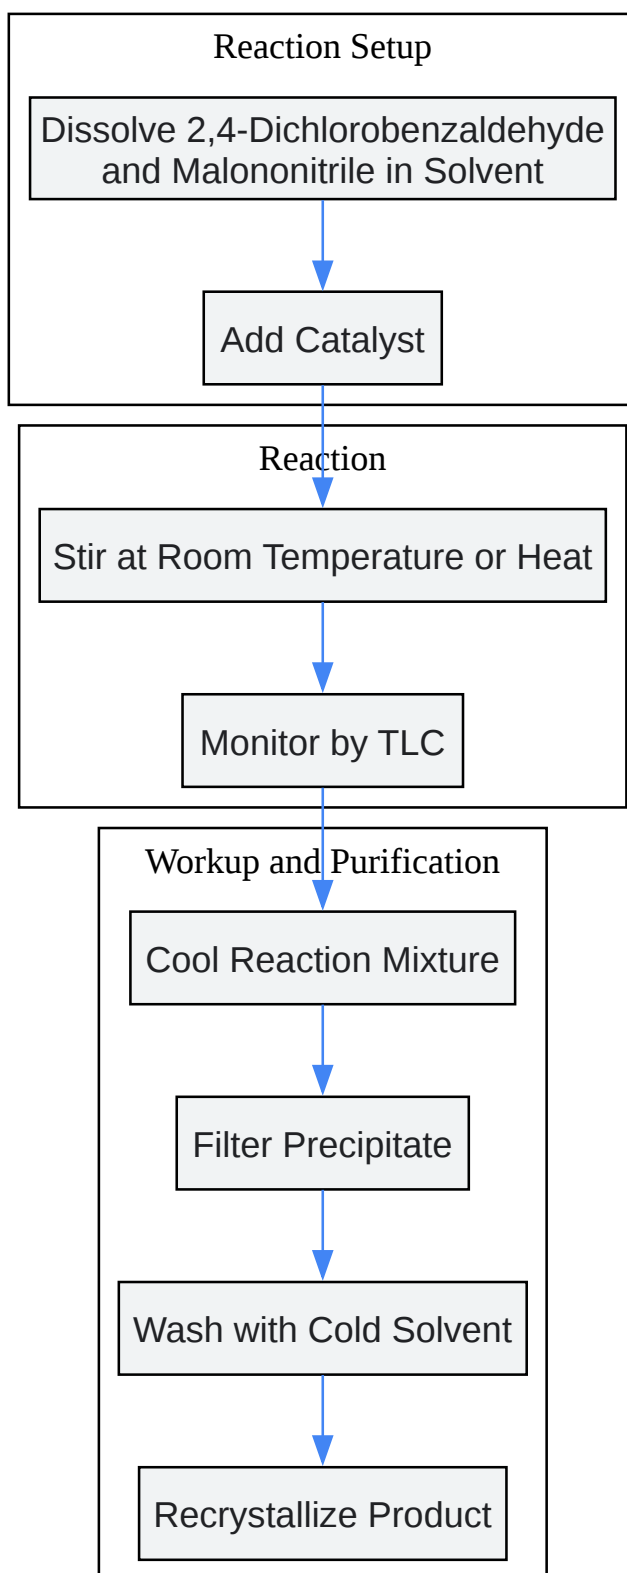 Reaction Setup
Dissolve 2,4-Dichlorobenzaldehyde
and Malononitrile in Solvent
Add Catalyst
Reaction
Stir at Room Temperature or Heat
Monitor by TLC
Workup and Purification
Cool Reaction Mixture
Filter Precipitate
Wash with Cold Solvent
Recrystallize Product